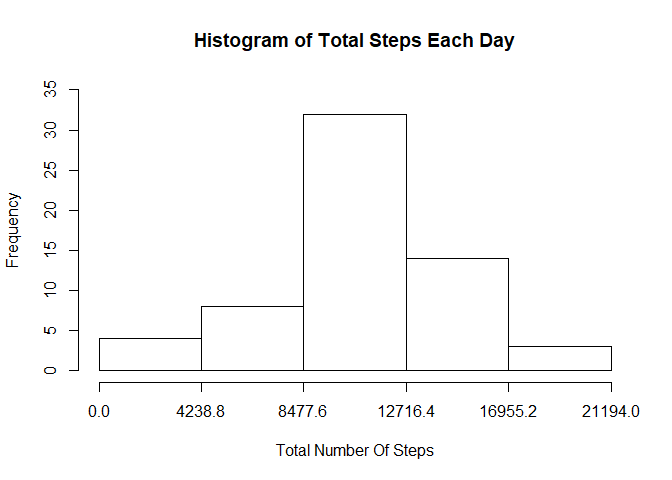 Histogram of Total Steps Each Day
Frequency
35
30
25
20
15
10
5
0
0.0 4238.8 8477.6 12716.4 16955.2 21194.0
Total Number Of Steps